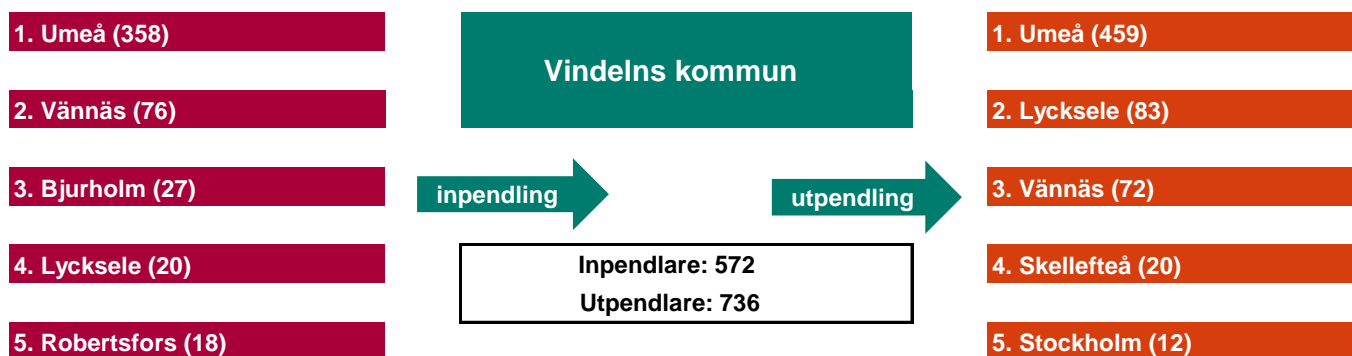 1. Umeå (358)
2. Vännäs (76)
3. Bjurholm (27)
4. Lycksele (20)
5. Robertsfors (18)
Vindelns kommun
inpendling
utpendling
Inpendlare: 572
Utpendlare: 736
1. Umeå (459)
2. Lycksele (83)
3. Vännäs (72)
4. Skellefteå (20)
5. Stockholm (12)